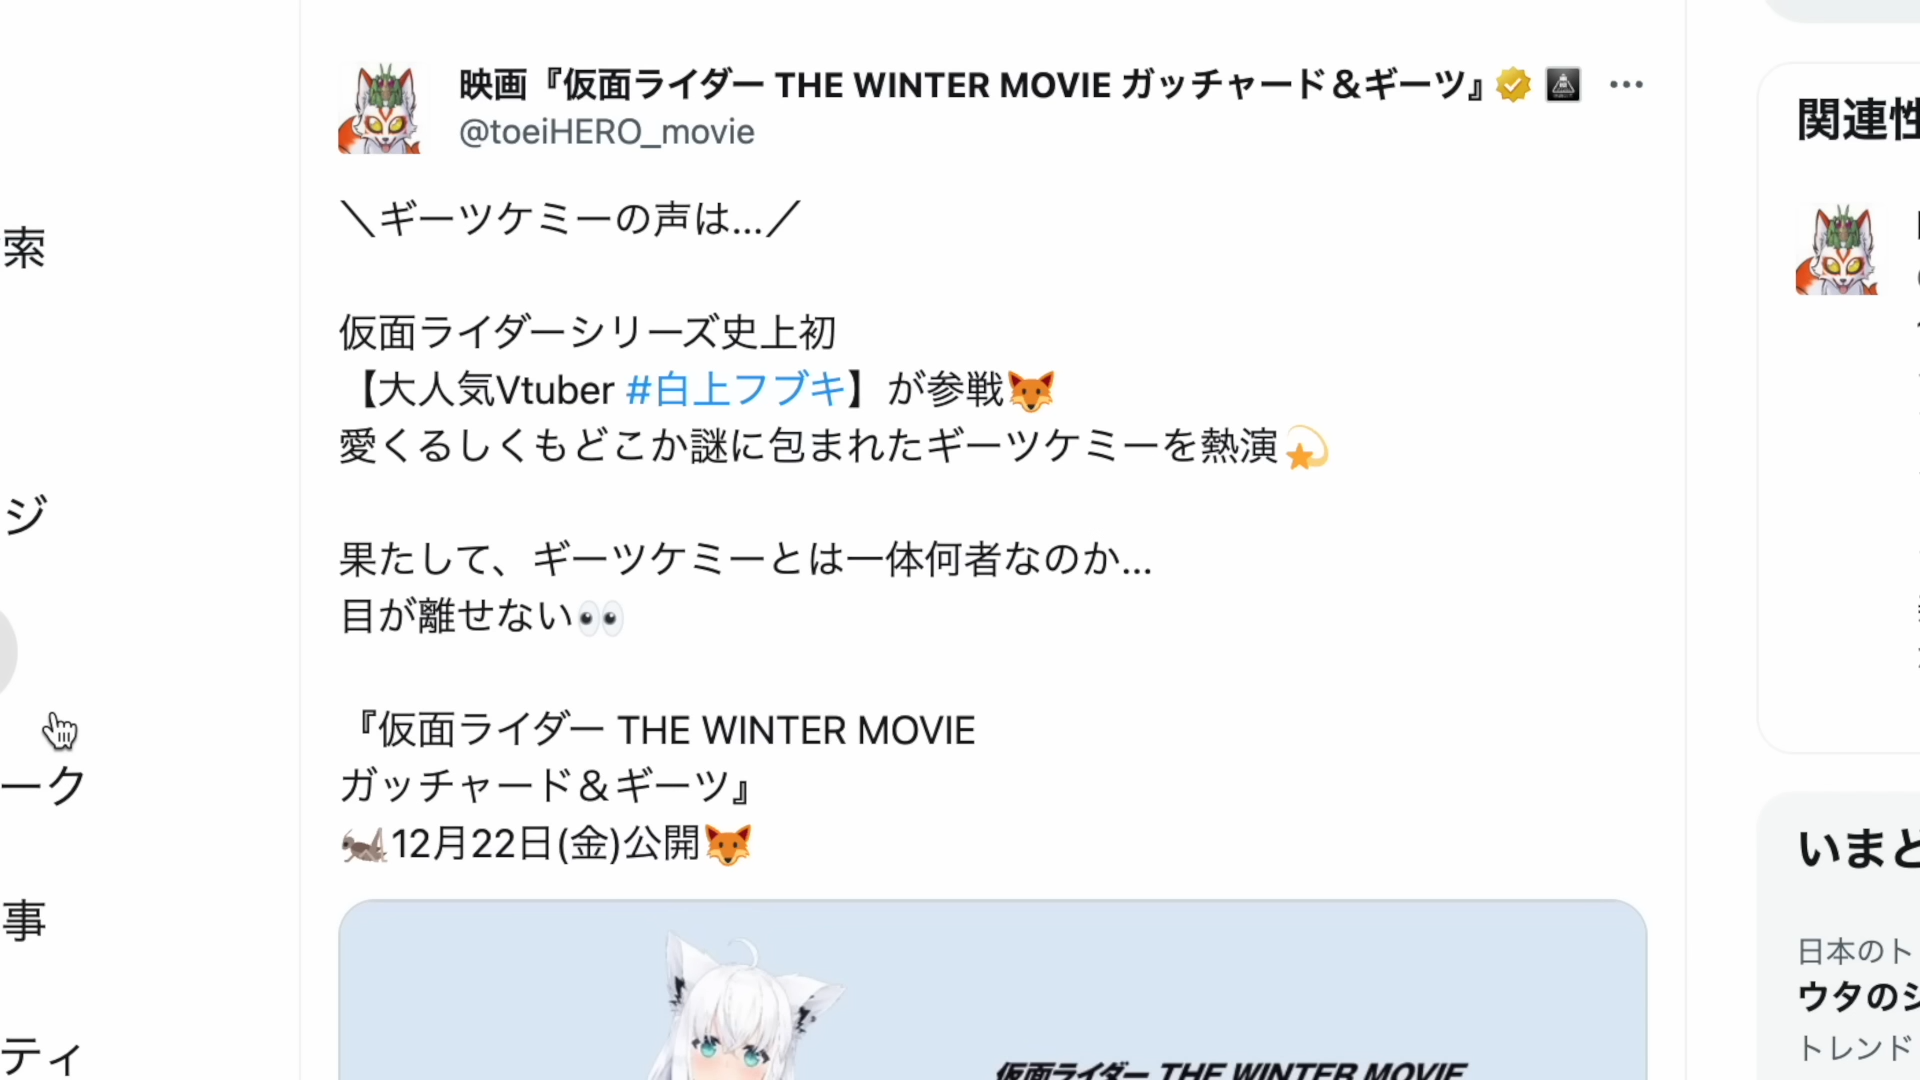 映画『仮面ライダー THE WINTER MOVIE ガッチャード＆ギーツ』
@toeiHERO_movie
＼ギーツケミーの声は…／
仮面ライダーシリーズ史上初
【大人気Vtuber #白上フブキ】が参戦🦊
愛くるしくもどこか謎に包まれたギーツケミーを熱演💫
果たして、ギーツケミーとは一体何者なのか…
目が離せない👀
『仮面ライダー THE WINTER MOVIE
ガッチャード＆ギーツ』
🦗12月22日(金)公開🦊
仮面ライダー THE WINTER MOVIE
索
ジ
ーク
事
ティ
関連性
いまと
日本のト
ウタのシ
トレンド